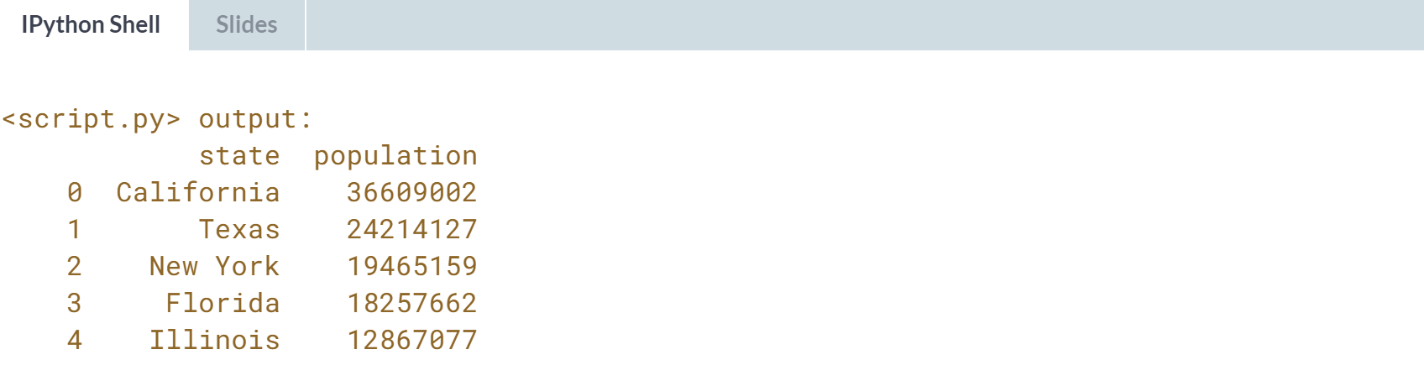 IPython Shell Slides
<script.py> output:
            state  population
    0  California    36609002
    1       Texas    24214127
    2    New York    19465159
    3     Florida    18257662
    4    Illinois    12867077